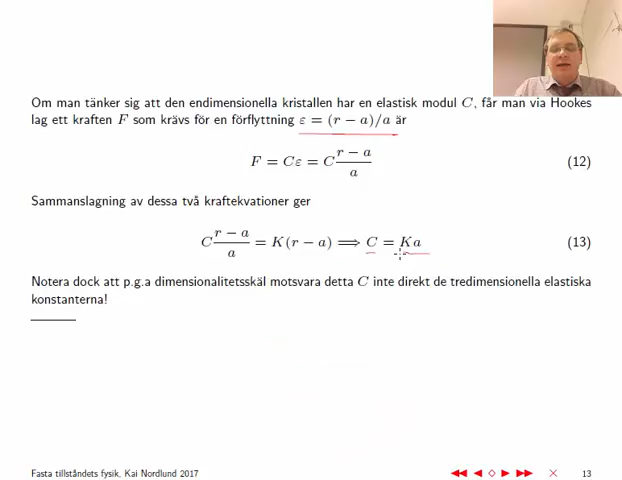 Om man tänker sig att den endimensionella kristallen har en elastisk modul C, får man via Hookes
lag ett kraften F som krävs för en förflyttning ε = (r − a)/a är
F = Cε = C (r − a)/a (12)
Sammanslagning av dessa två kraftekvationer ger
C (r − a)/a = K(r − a) ⟹ C = Ka (13)
Notera dock att p.g.a dimensionalitetsskäl motsvara detta C inte direkt de tredimensionella elastiska
konstanterna!
Fasta tillståndets fysik, Kai Nordlund 2017 13